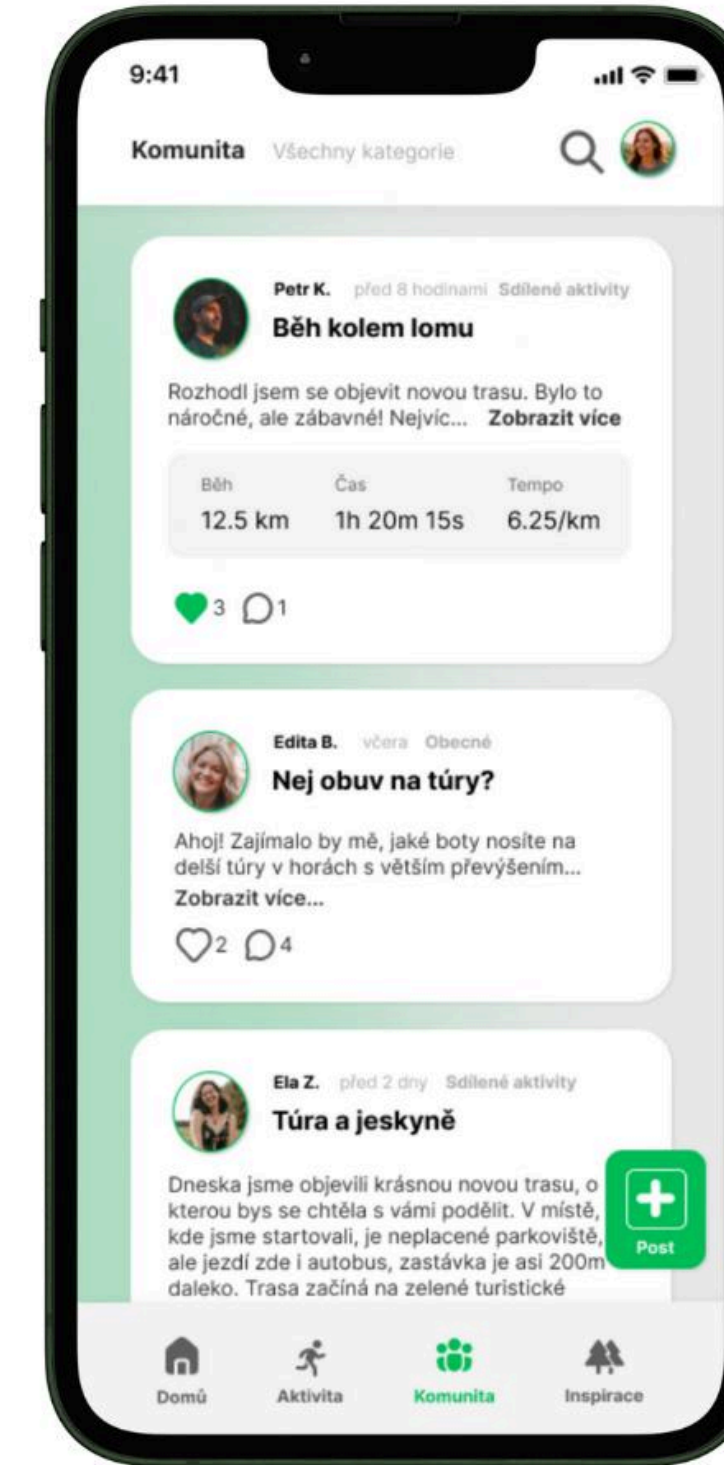 9:41
Komunita Všechny kategorie
Petr K. před 8 hodinami Sdílené aktivity
Běh kolem lomu
Rozhodl jsem se objevit novou trasu. Bylo to
náročné, ale zábavné! Nejvíc... Zobrazit více
Běh Čas Tempo
12.5 km 1h 20m 15s 6.25/km
3 1
Edita B. včera Obecné
Nej obuv na túry?
Ahoj! Zajímalo by mě, jaké boty nosíte na
delší túry v horách s větším převýšením...
Zobrazit více...
2 4
Ela Z. před 2 dny Sdílené aktivity
Túra a jeskyně
Dneska jsme objevili krásnou novou trasu, o
kterou bys se chtěla s vámi podělit. V místě,
kde jsme startovali, je neplacené parkoviště,
ale jezdí zde i autobus, zastávka je asi 200m
daleko. Trasa začíná na zelené turistické
Post
Domů Aktivita Komunita Inspirace